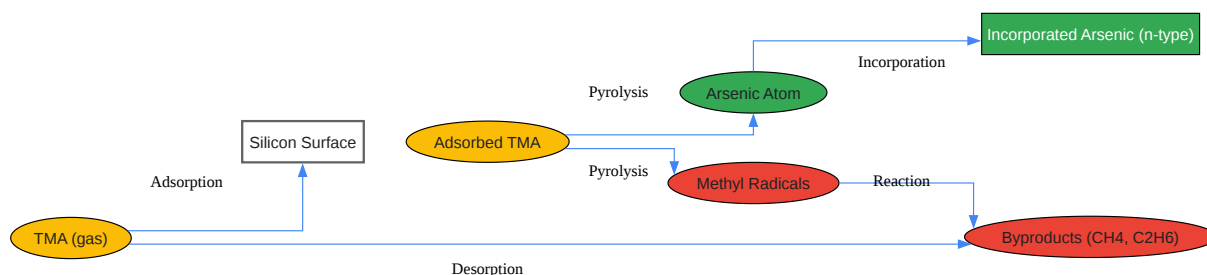 Incorporated Arsenic (n-type)
Incorporation
Pyrolysis
Arsenic Atom
Silicon Surface
Adsorbed TMA
Pyrolysis
Adsorption
Methyl Radicals
Reaction
TMA (gas)
Byproducts (CH4, C2H6)
Desorption